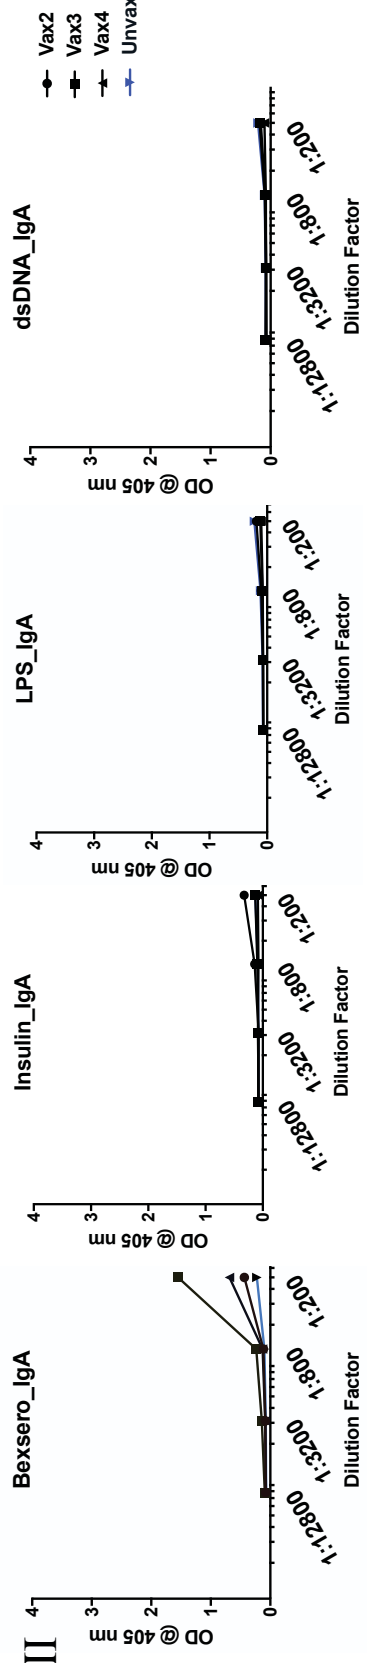 II
Bexsero_IgA
OD @ 405 nm
4
3
2
1
0
1:12800
1:3200
1:800
1:200
Dilution Factor
Insulin_IgA
OD @ 405 nm
4
3
2
1
0
1:12800
1:3200
1:800
1:200
Dilution Factor
LPS_IgA
OD @ 405 nm
4
3
2
1
0
1:12800
1:3200
1:800
1:200
Dilution Factor
dsDNA_IgA
OD @ 405 nm
4
3
2
1
0
1:12800
1:3200
1:800
1:200
Dilution Factor
Vax2
Vax3
Vax4
Unvax